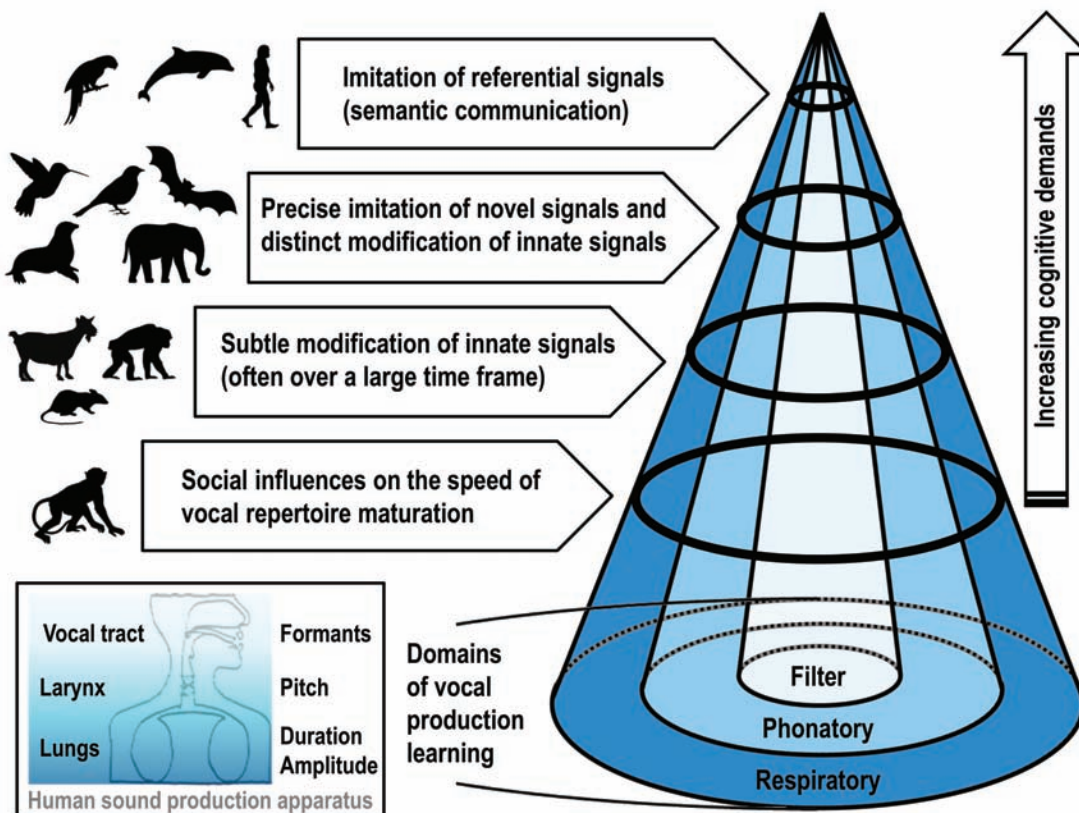 Imitation of referential signals
(semantic communication)
Precise imitation of novel signals and
distinct modification of innate signals
Subtle modification of innate signals
(often over a large time frame)
Social influences on the speed of
vocal repertoire maturation
Increasing cognitive demands
Vocal tract
Formants
Larynx
Pitch
Lungs
Duration
Amplitude
Human sound production apparatus
Domains
of vocal
production
learning
Filter
Phonatory
Respiratory